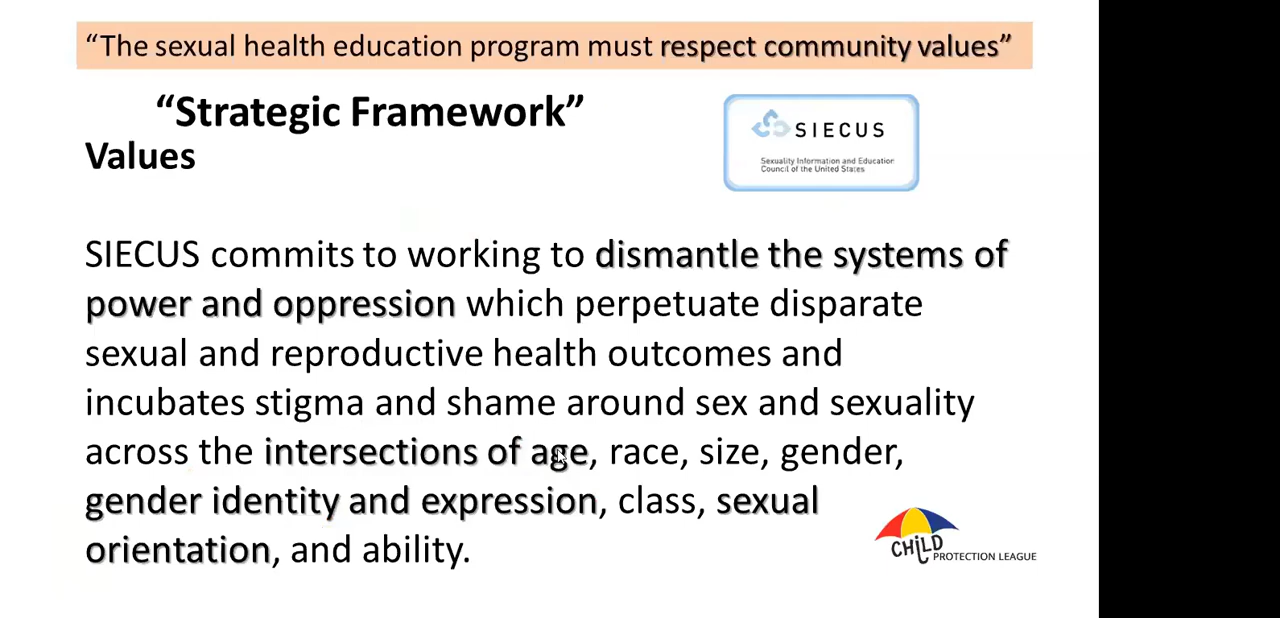 “The sexual health education program must respect community values”
“Strategic Framework”
SIECUS
Values
Sexuality Information and Education
Council of the United States
SIECUS commits to working to dismantle the systems of
power and oppression which perpetuate disparate
sexual and reproductive health outcomes and
incubates stigma and shame around sex and sexuality
across the intersections of age, race, size, gender,
gender identity and expression, class, sexual
orientation, and ability.
CHiLD
PROTECTION LEAGUE